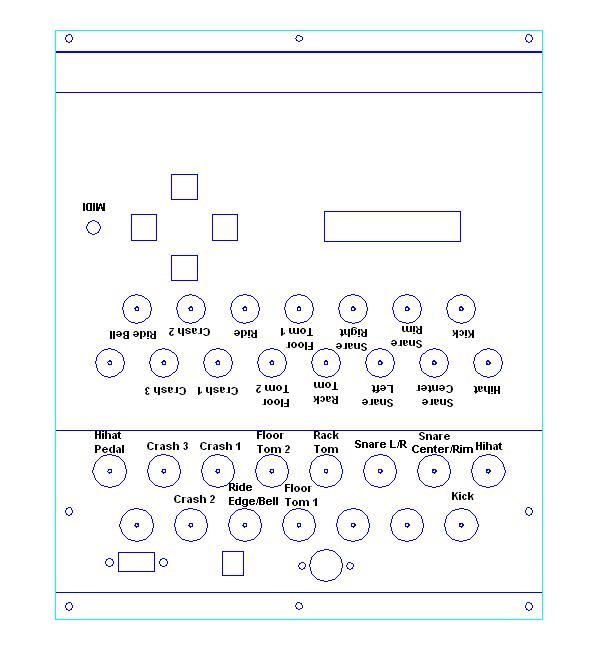 MIDI
Ride Bell
Crash 2
Ride
Floor
Tom 1
Snare
Right
Snare
Rim
Kick
Crash 3
Crash 1
Floor
Tom 2
Rack
Tom
Snare
Left
Snare
Center
Hihat
Hihat
Pedal
Crash 3
Crash 1
Floor
Tom 2
Rack
Tom
Snare L/R
Snare
Center/Rim
Hihat
Crash 2
Ride
Edge/Bell
Floor
Tom 1
Kick